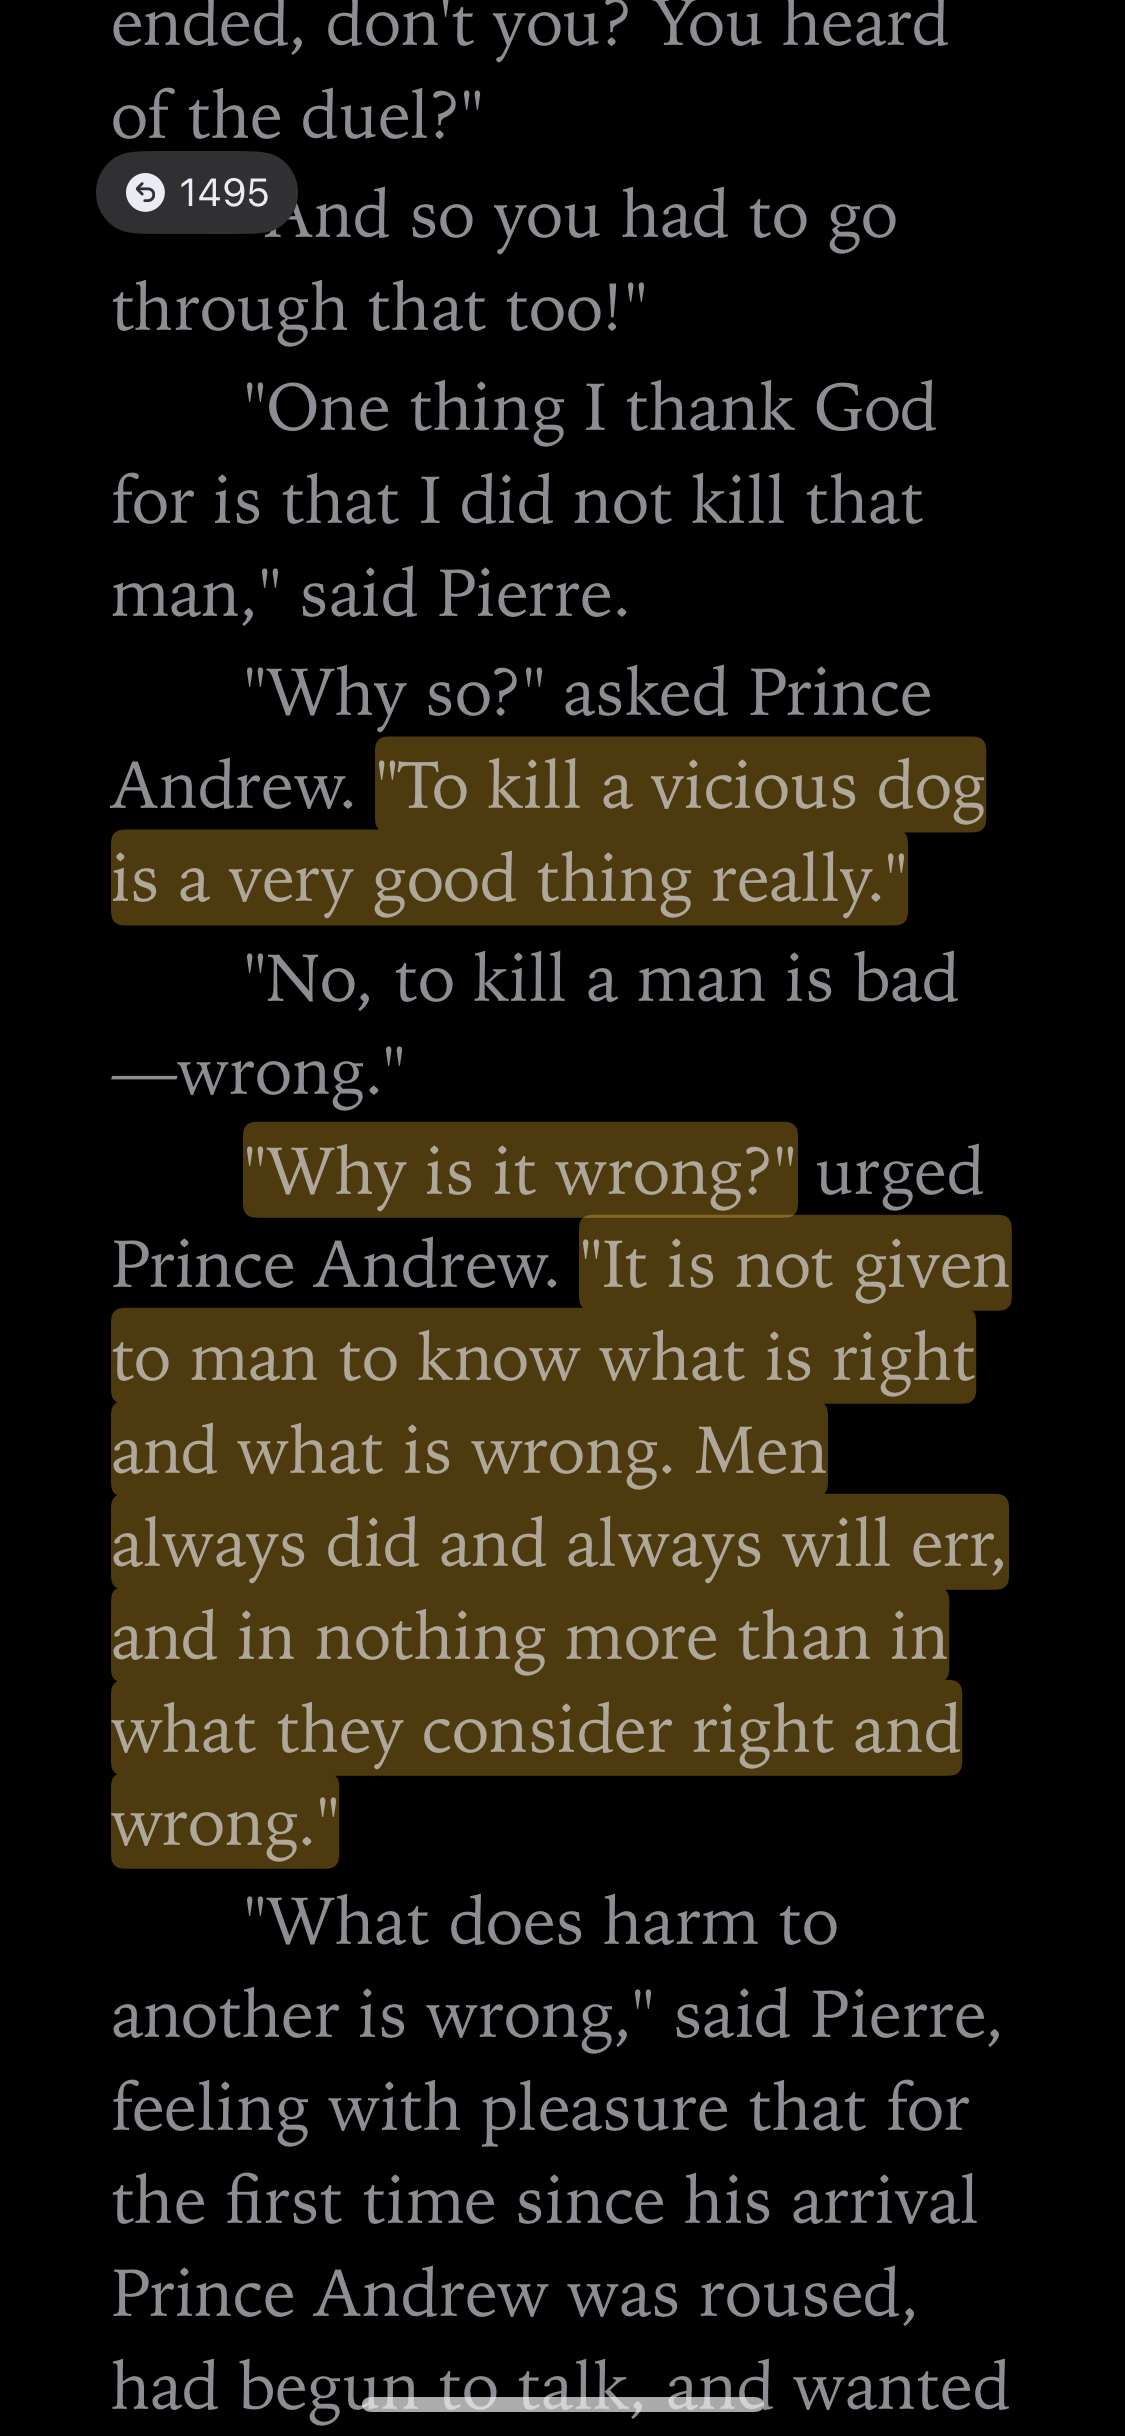 ended, don't you? You heard
of the duel?"
1495
And so you had to go
through that too!"
"One thing I thank God
for is that I did not kill that
man," said Pierre.
"Why so?" asked Prince
Andrew. "To kill a vicious dog
is a very good thing really."
"No, to kill a man is bad
—wrong."
"Why is it wrong?" urged
Prince Andrew. "It is not given
to man to know what is right
and what is wrong. Men
always did and always will err,
and in nothing more than in
what they consider right and
wrong."
"What does harm to
another is wrong," said Pierre,
feeling with pleasure that for
the first time since his arrival
Prince Andrew was roused,
had begun to talk, and wanted